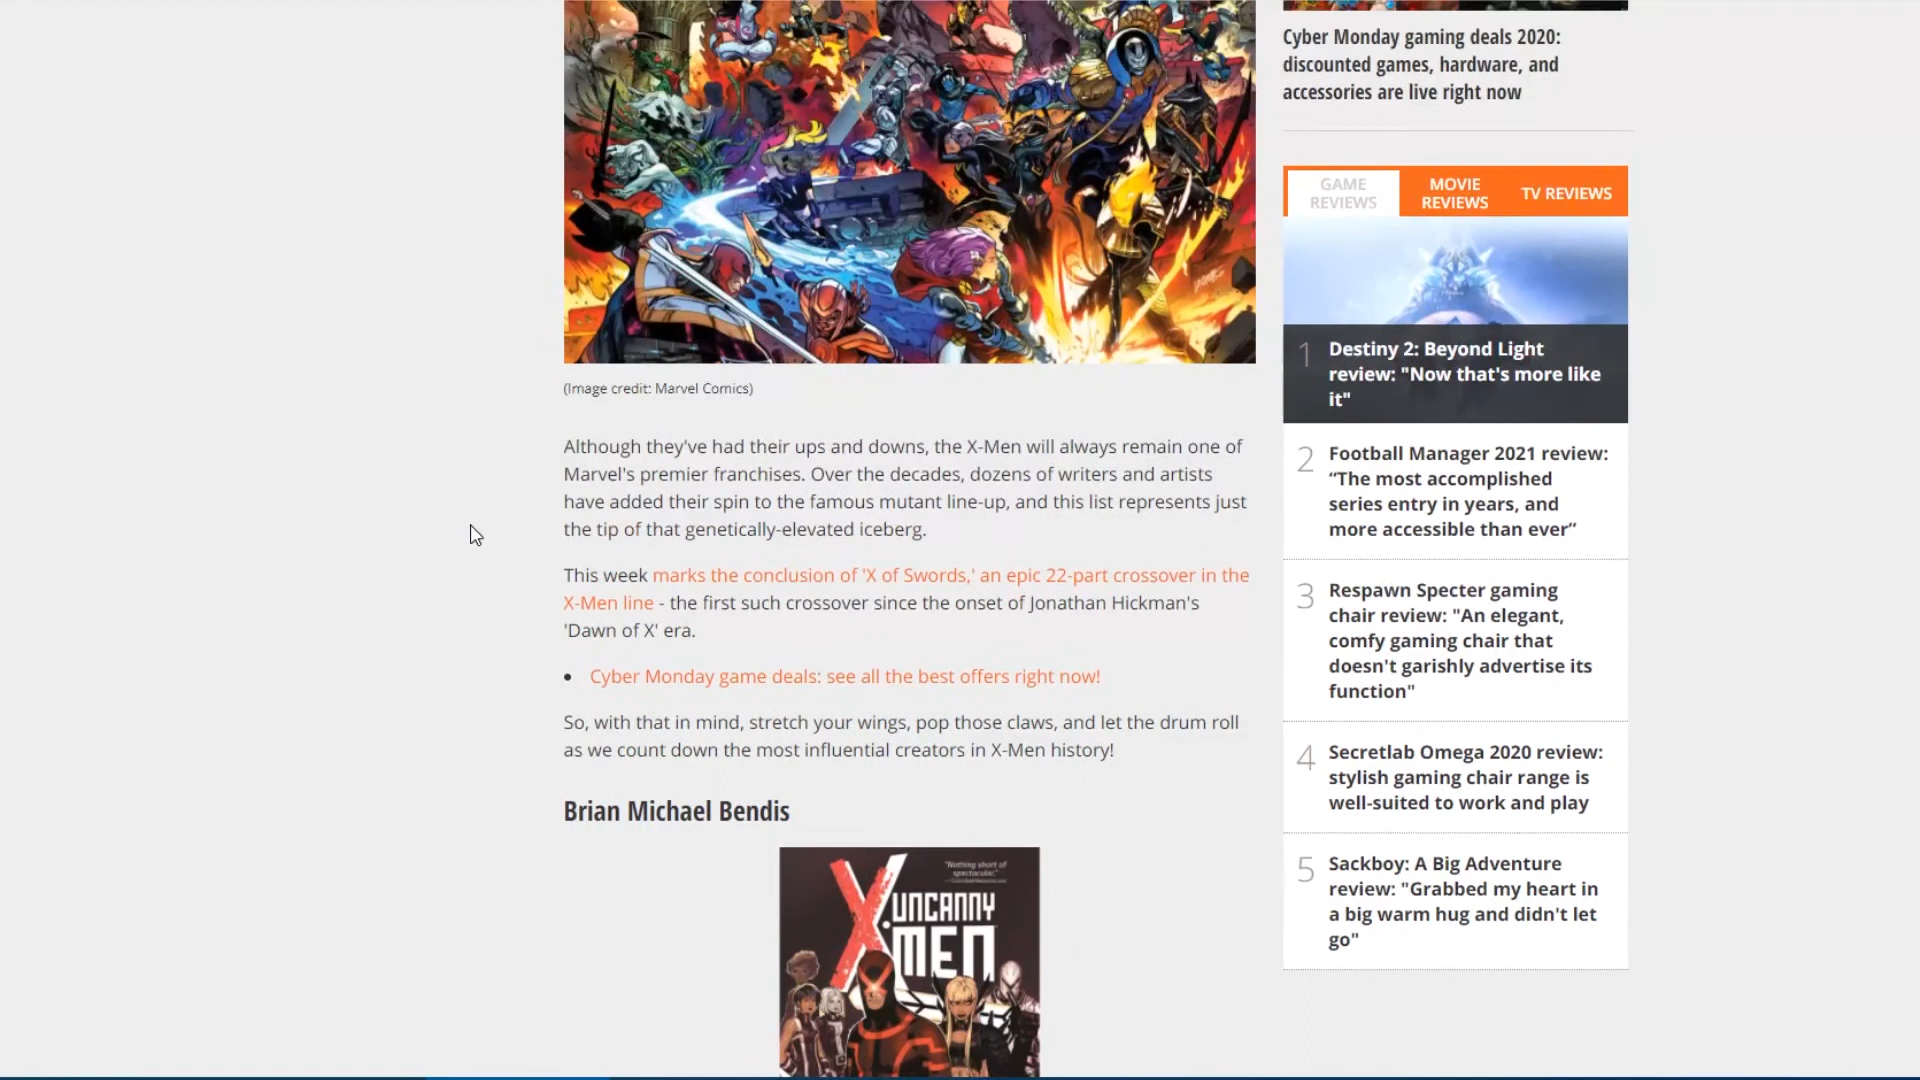 (Image credit: Marvel Comics)
Although they've had their ups and downs, the X-Men will always remain one of
Marvel's premier franchises. Over the decades, dozens of writers and artists
have added their spin to the famous mutant line-up, and this list represents just
the tip of that genetically-elevated iceberg.
This week marks the conclusion of 'X of Swords,' an epic 22-part crossover in the
X-Men line - the first such crossover since the onset of Jonathan Hickman's
'Dawn of X' era.
• Cyber Monday game deals: see all the best offers right now!
So, with that in mind, stretch your wings, pop those claws, and let the drum roll
as we count down the most influential creators in X-Men history!
Brian Michael Bendis
"Nothing short of
spectacular."
UNCANNY
X-MEN
Cyber Monday gaming deals 2020:
discounted games, hardware, and
accessories are live right now
GAME
REVIEWS
MOVIE
REVIEWS
TV REVIEWS
1 Destiny 2: Beyond Light
review: "Now that's more like
it"
2 Football Manager 2021 review:
“The most accomplished
series entry in years, and
more accessible than ever”
3 Respawn Specter gaming
chair review: "An elegant,
comfy gaming chair that
doesn't garishly advertise its
function"
4 Secretlab Omega 2020 review:
stylish gaming chair range is
well-suited to work and play
5 Sackboy: A Big Adventure
review: "Grabbed my heart in
a big warm hug and didn't let
go"